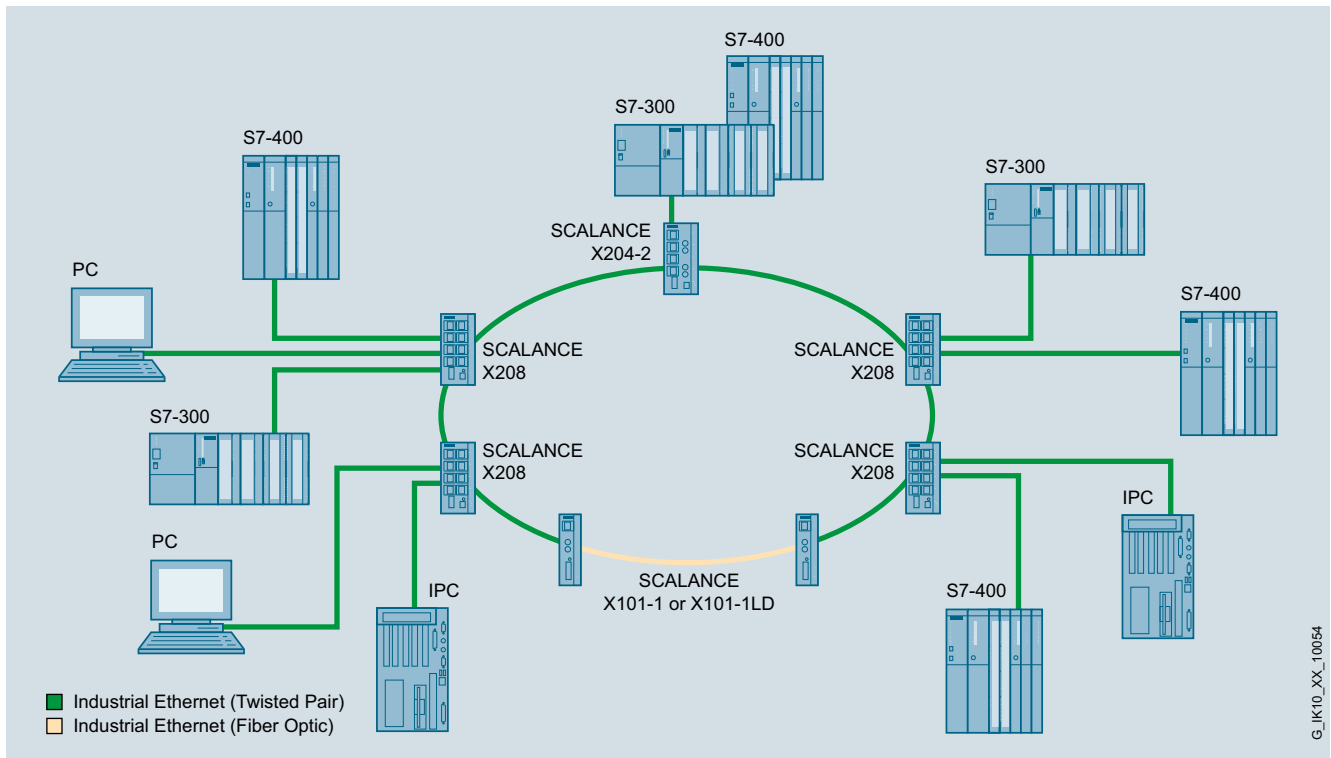 S7-400
S7-300
S7-400
S7-300
SCALANCE
X204-2
PC
S7-400
SCALANCE
X208
SCALANCE
X208
S7-300
SCALANCE
X208
SCALANCE
X208
IPC
PC
IPC
SCALANCE
X101-1 or X101-1LD
S7-400
Industrial Ethernet (Twisted Pair)
Industrial Ethernet (Fiber Optic)
G_IK10_XX_10054